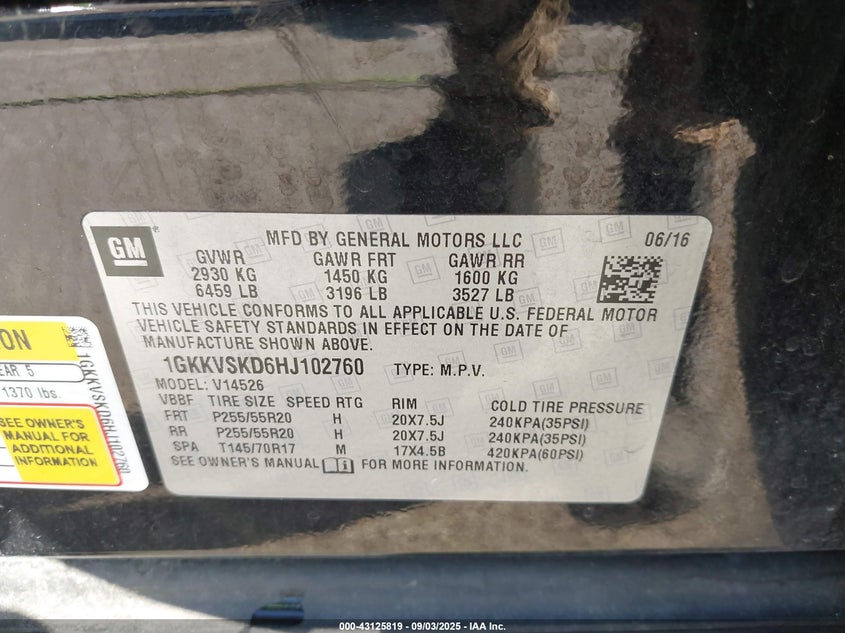 GM
MFD BY GENERAL MOTORS LLC 06/16
GVWR GAWR FRT GAWR RR
2930 KG 1450 KG 1600 KG
6459 LB 3196 LB 3527 LB
THIS VEHICLE CONFORMS TO ALL APPLICABLE U.S. FEDERAL MOTOR
VEHICLE SAFETY STANDARDS IN EFFECT ON THE DATE OF
MANUFACTURE SHOWN ABOVE.
1GKKVSKD6HJ102760 TYPE: M.P.V.
MODEL: V14526
VBBF TIRE SIZE SPEED RTG RIM COLD TIRE PRESSURE
FRT P255/55R20 H 20X7.5J 240KPA(35PSI)
RR P255/55R20 H 20X7.5J 240KPA(35PSI)
SPA T145/70R17 M 17X4.5B 420KPA(60PSI)
SEE OWNER'S MANUAL FOR MORE INFORMATION.
ON
EAR 5
1370 lbs.
SEE OWNER'S
MANUAL FOR
ADDITIONAL
INFORMATION
1GKKVSKD6HJ102760
000-43125819 - 09/03/2025 - IAA Inc.